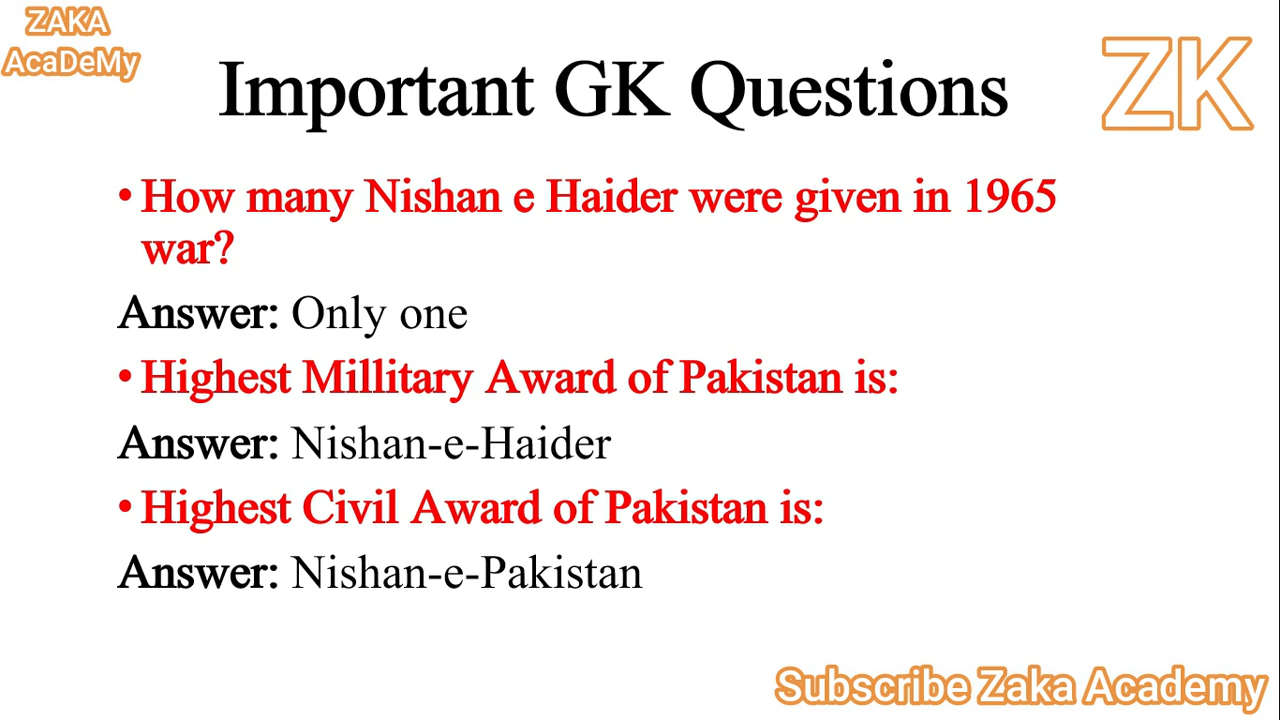 ZAKA
AcaDeMy
ZK
Important GK Questions
• How many Nishan e Haider were given in 1965
war?
Answer: Only one
• Highest Millitary Award of Pakistan is:
Answer: Nishan-e-Haider
• Highest Civil Award of Pakistan is:
Answer: Nishan-e-Pakistan
Subscribe Zaka Academy